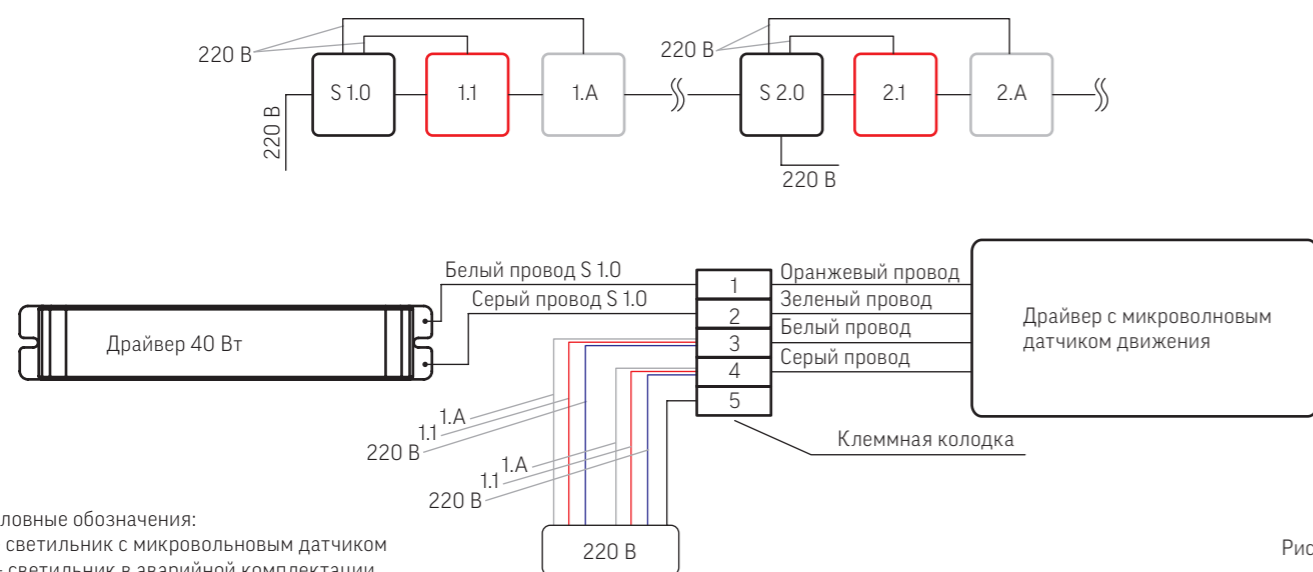 220 В
220 В
S 1.0
1.1
1.A
S 2.0
2.1
2.A
220 В
220 В
Белый провод S 1.0
Серый провод S 1.0
1
2
3
4
5
Оранжевый провод
Зеленый провод
Белый провод
Серый провод
Драйвер 40 Вт
Драйвер с микроволновым
датчиком движения
1.A
1.1
220 В
1.A
1.1
220 В
Клеммная колодка
220 В
ловные обозначения:
светильник с микровольновым датчиком
- светильник в аварийной комплектации
Рис